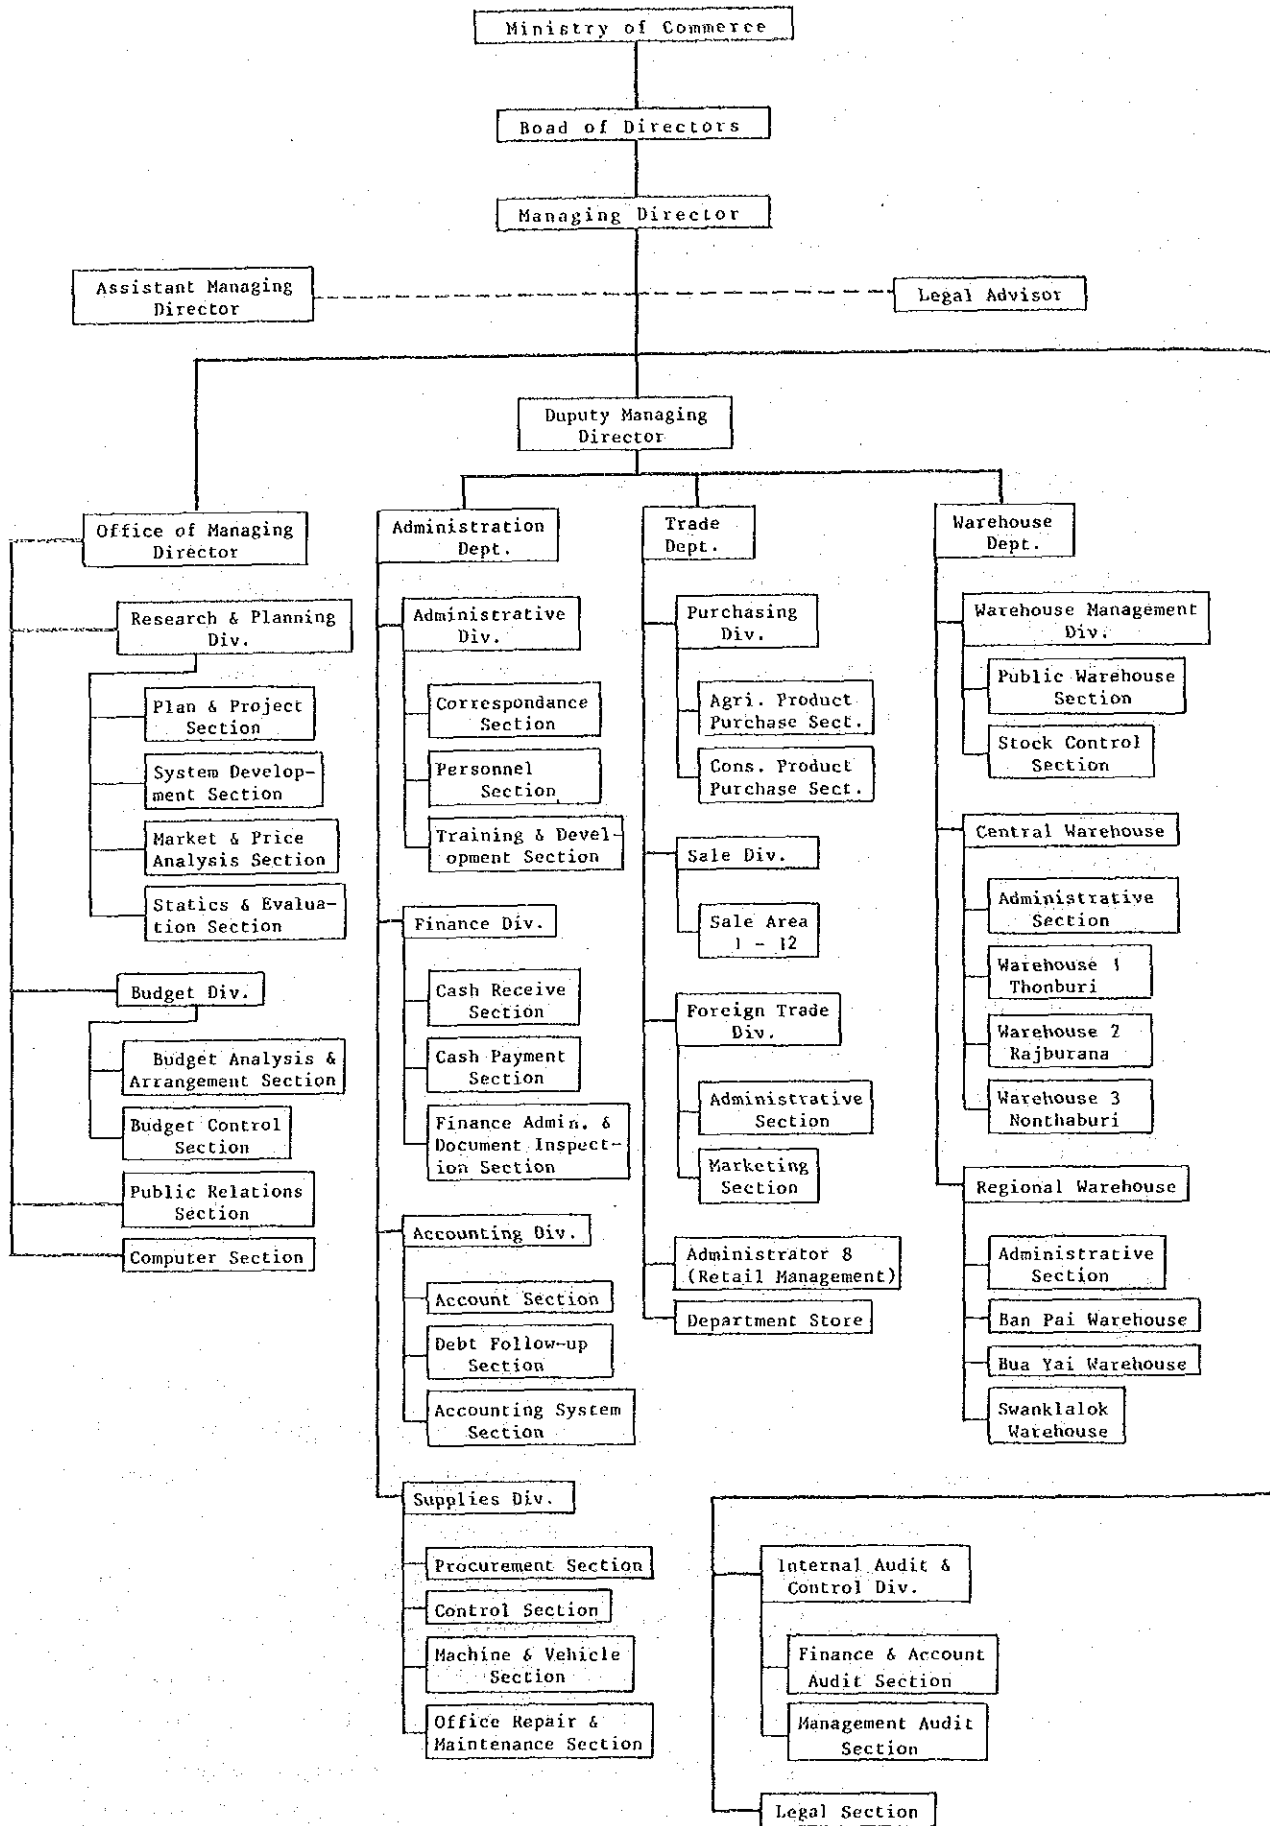 Ministry of Commerce
Boad of Directors
Managing Director
Assistant Managing
Director
Legal Advisor
Duputy Managing
Director
Office of Managing
Director
Research & Planning
Div.
Plan & Project
Section
System Develop-
ment Section
Market & Price
Analysis Section
Statics & Evalua-
tion Section
Budget Div.
Budget Analysis &
Arrangement Section
Budget Control
Section
Public Relations
Section
Computer Section
Administration
Dept.
Administrative
Div.
Correspondance
Section
Personnel
Section
Training & Devel-
opment Section
Finance Div.
Cash Receive
Section
Cash Payment
Section
Finance Admin. &
Document Inspect-
ion Section
Accounting Div.
Account Section
Debt Follow-up
Section
Accounting System
Section
Supplies Div.
Procurement Section
Control Section
Machine & Vehicle
Section
Office Repair &
Maintenance Section
Trade
Dept.
Purchasing
Div.
Agri. Product
Purchase Sect.
Cons. Product
Purchase Sect.
Sale Div.
Sale Area
1 - 12
Foreign Trade
Div.
Administrative
Section
Marketing
Section
Administrator 8
(Retail Management)
Department Store
Warehouse
Dept.
Warehouse Management
Div.
Public Warehouse
Section
Stock Control
Section
Central Warehouse
Administrative
Section
Warehouse 1
Thonburi
Warehouse 2
Rajburana
Warehouse 3
Nonthaburi
Regional Warehouse
Administrative
Section
Ban Pai Warehouse
Bua Yai Warehouse
Swanklalok
Warehouse
Internal Audit &
Control Div.
Finance & Account
Audit Section
Management Audit
Section
Legal Section